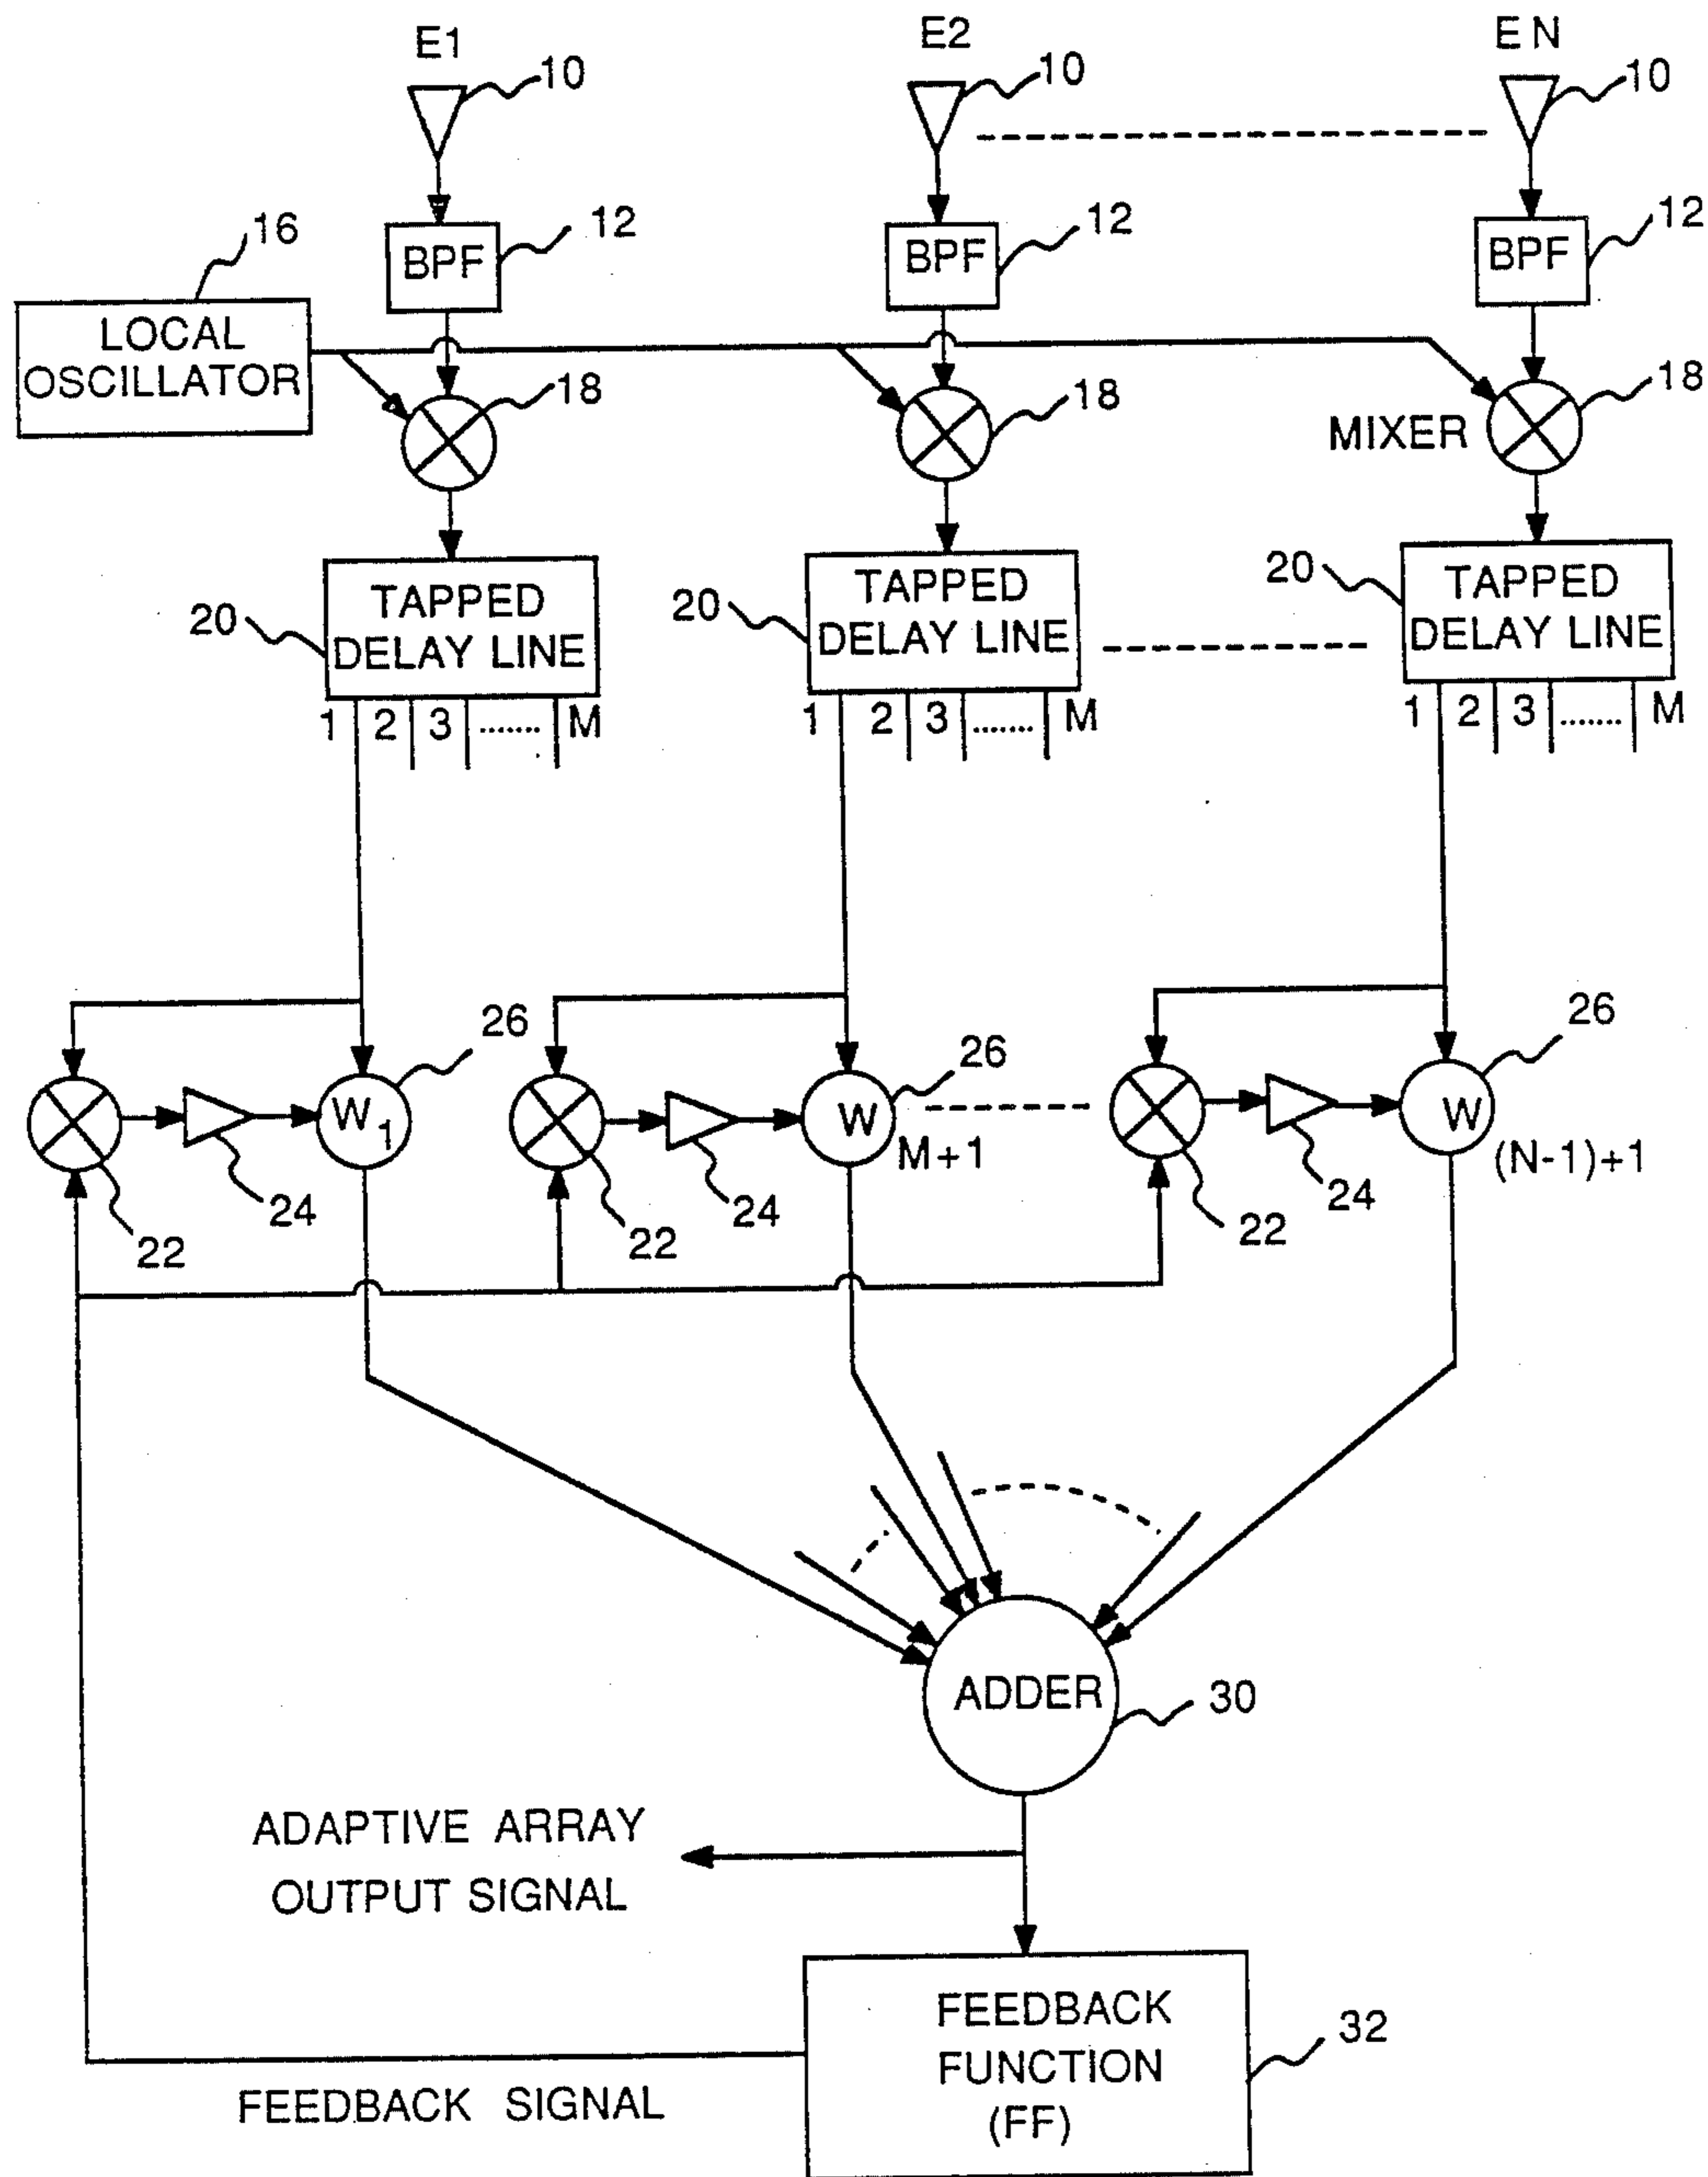 E1 E2 EN
10 10 10
16 12 12 12
BPF BPF BPF
LOCAL
OSCILLATOR
18 18 18
MIXER
20 TAPPED
DELAY LINE
20 TAPPED
DELAY LINE
20 TAPPED
DELAY LINE
1 2 3 ....... M
1 2 3 ....... M
1 2 3 ....... M
26 26 26
W1 W M+1 W (N-1)+1
24 24 24
22 22 22
ADDER
30
ADAPTIVE ARRAY
OUTPUT SIGNAL
FEEDBACK
FUNCTION
(FF)
32
FEEDBACK SIGNAL